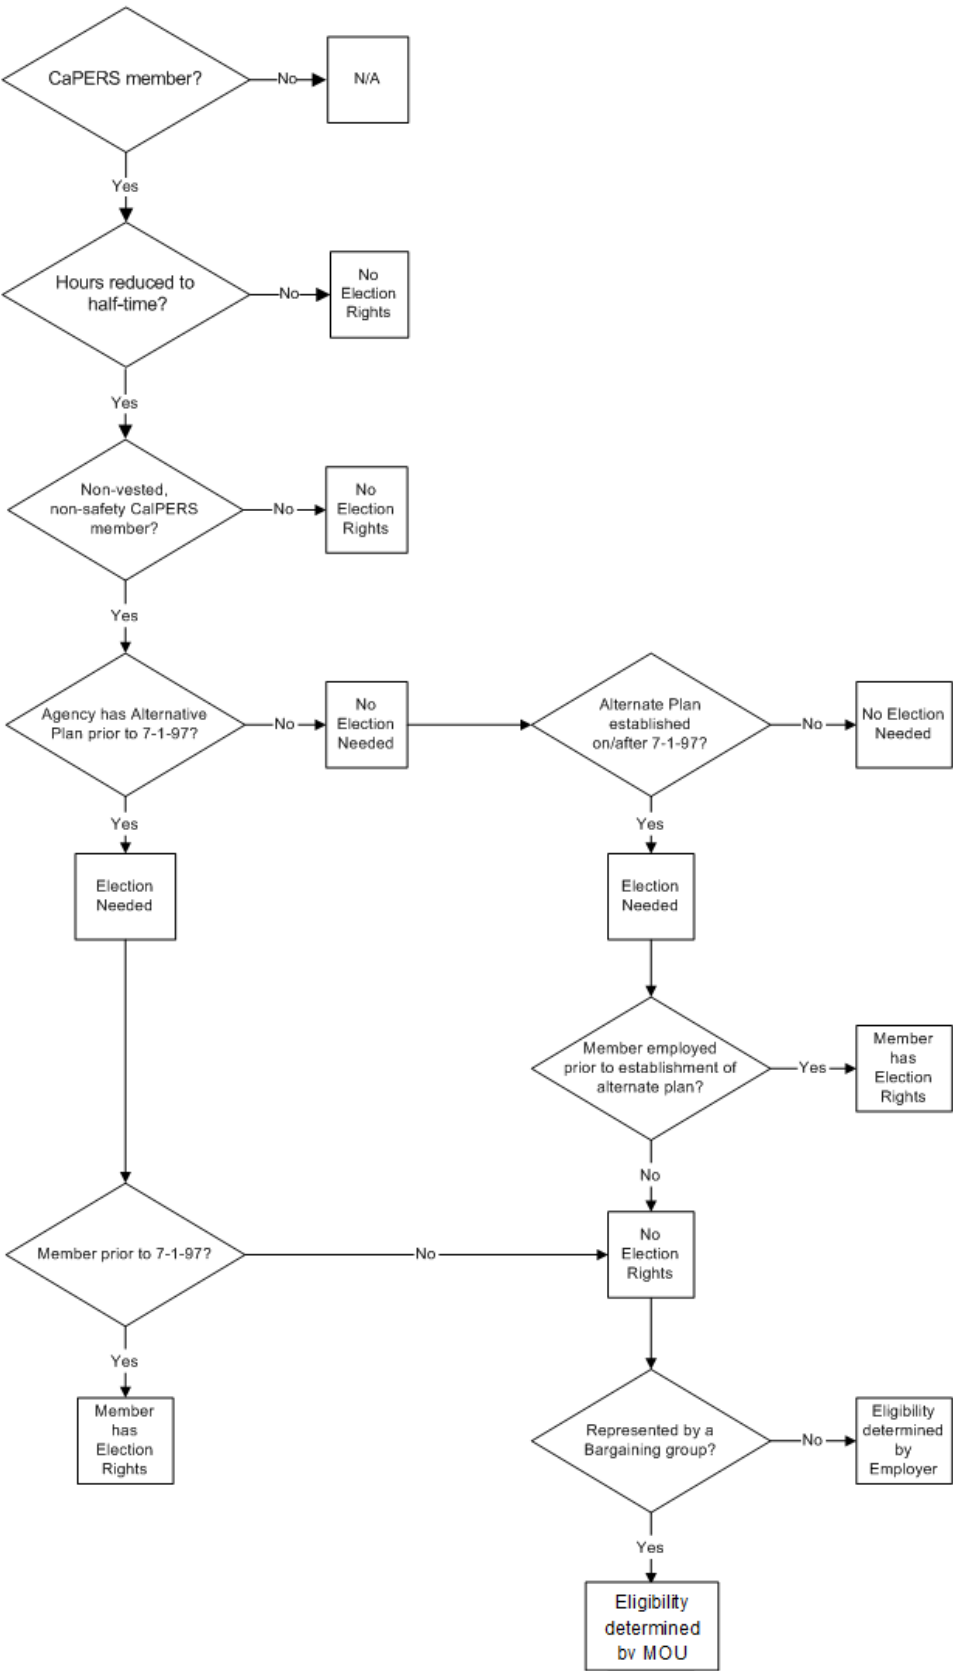 CaPERS member?
No
N/A
Yes
Hours reduced to
half-time?
No
No
Election
Rights
Yes
Non-vested,
non-safety CalPERS
member?
No
No
Election
Rights
Yes
Agency has Alternative
Plan prior to 7-1-97?
No
No
Election
Needed
Alternate Plan
established
on/after 7-1-97?
No
No Election
Needed
Yes
Yes
Election
Needed
Election
Needed
Member employed
prior to establishment of
alternate plan?
Yes
Member
has
Election
Rights
No
Member prior to 7-1-97?
No
No
Election
Rights
Yes
Member
has
Election
Rights
Represented by a
Bargaining group?
No
Eligibility
determined
by
Employer
Yes
Eligibility
determined
by MOU